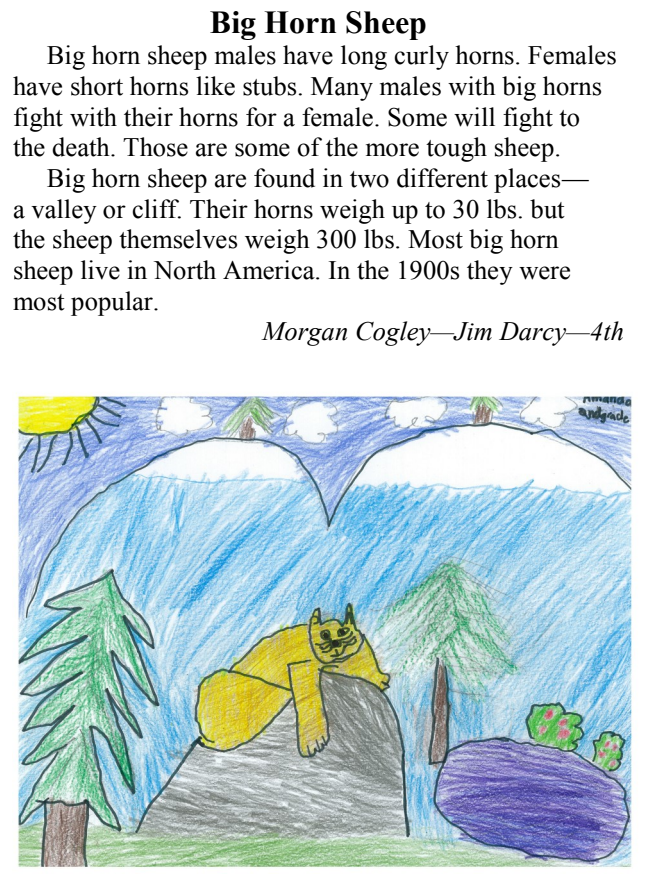 Big Horn Sheep
Big horn sheep males have long curly horns. Females
have short horns like stubs. Many males with big horns
fight with their horns for a female. Some will fight to
the death. Those are some of the more tough sheep.
Big horn sheep are found in two different places—
a valley or cliff. Their horns weigh up to 30 lbs. but
the sheep themselves weigh 300 lbs. Most big horn
sheep live in North America. In the 1900s they were
most popular.
Morgan Cogley—Jim Darcy—4th
Amanda
2ndgrade